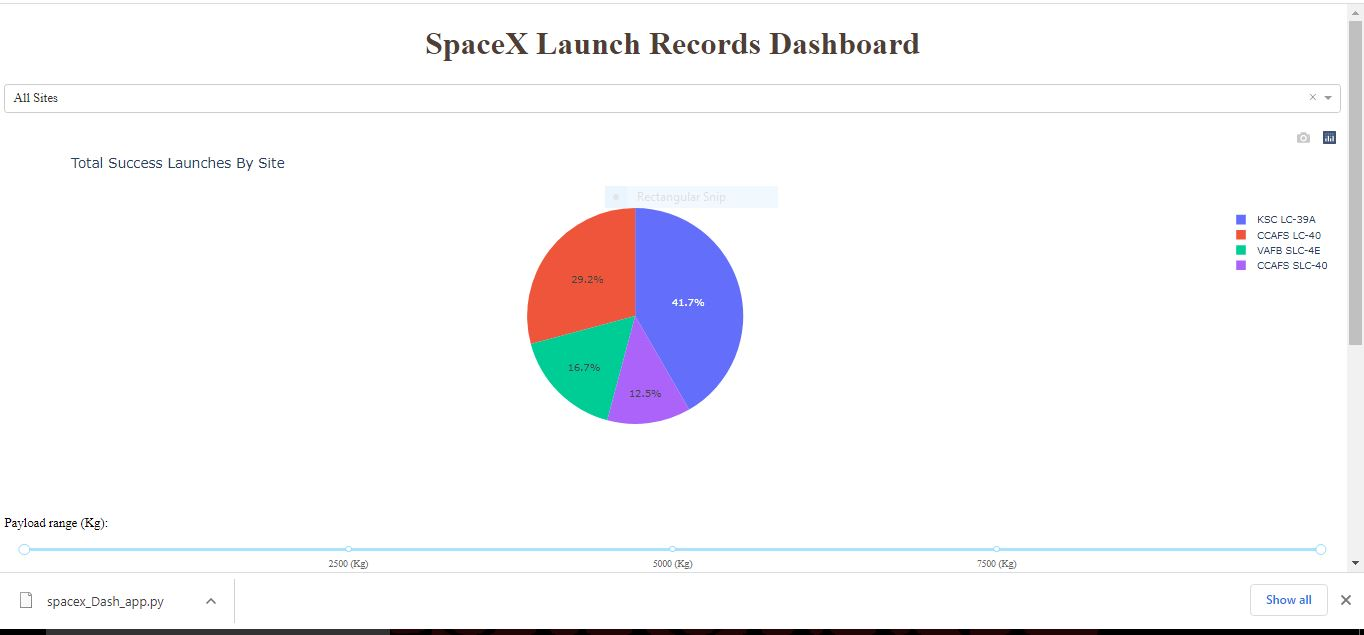 SpaceX Launch Records Dashboard
All Sites
Total Success Launches By Site
Rectangular Snip
KSC LC-39A
CCAFS LC-40
VAFB SLC-4E
CCAFS SLC-40
29.2%
41.7%
16.7%
12.5%
Payload range (Kg):
2500 (Kg) 5000 (Kg) 7500 (Kg)
spacex_Dash_app.py
Show all